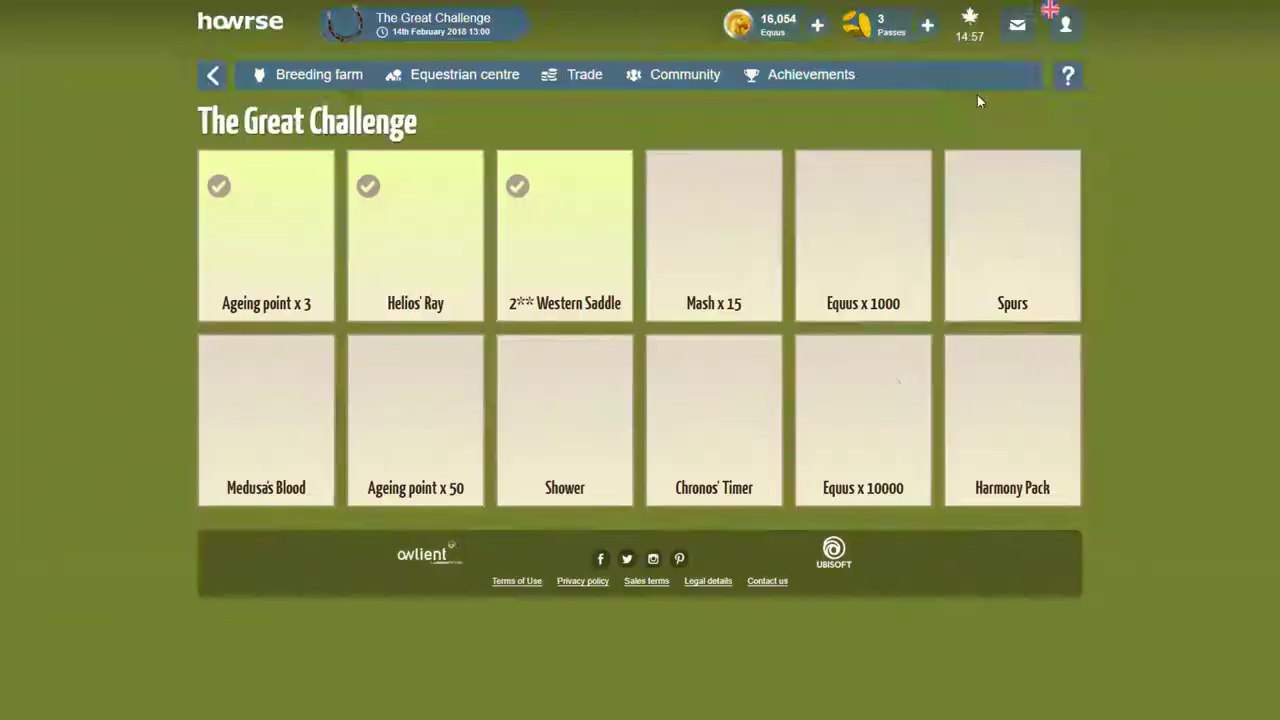 howrse
The Great Challenge
14th February 2018 13:00
16,054
Equus
3
Passes
14:57
Breeding farm
Equestrian centre
Trade
Community
Achievements
?
The Great Challenge
Ageing point x 3
Helios' Ray
2** Western Saddle
Mash x 15
Equus x 1000
Spurs
Medusa's Blood
Ageing point x 50
Shower
Chronos' Timer
Equus x 10000
Harmony Pack
owlient
UBISOFT
Terms of Use
Privacy policy
Sales terms
Legal details
Contact us